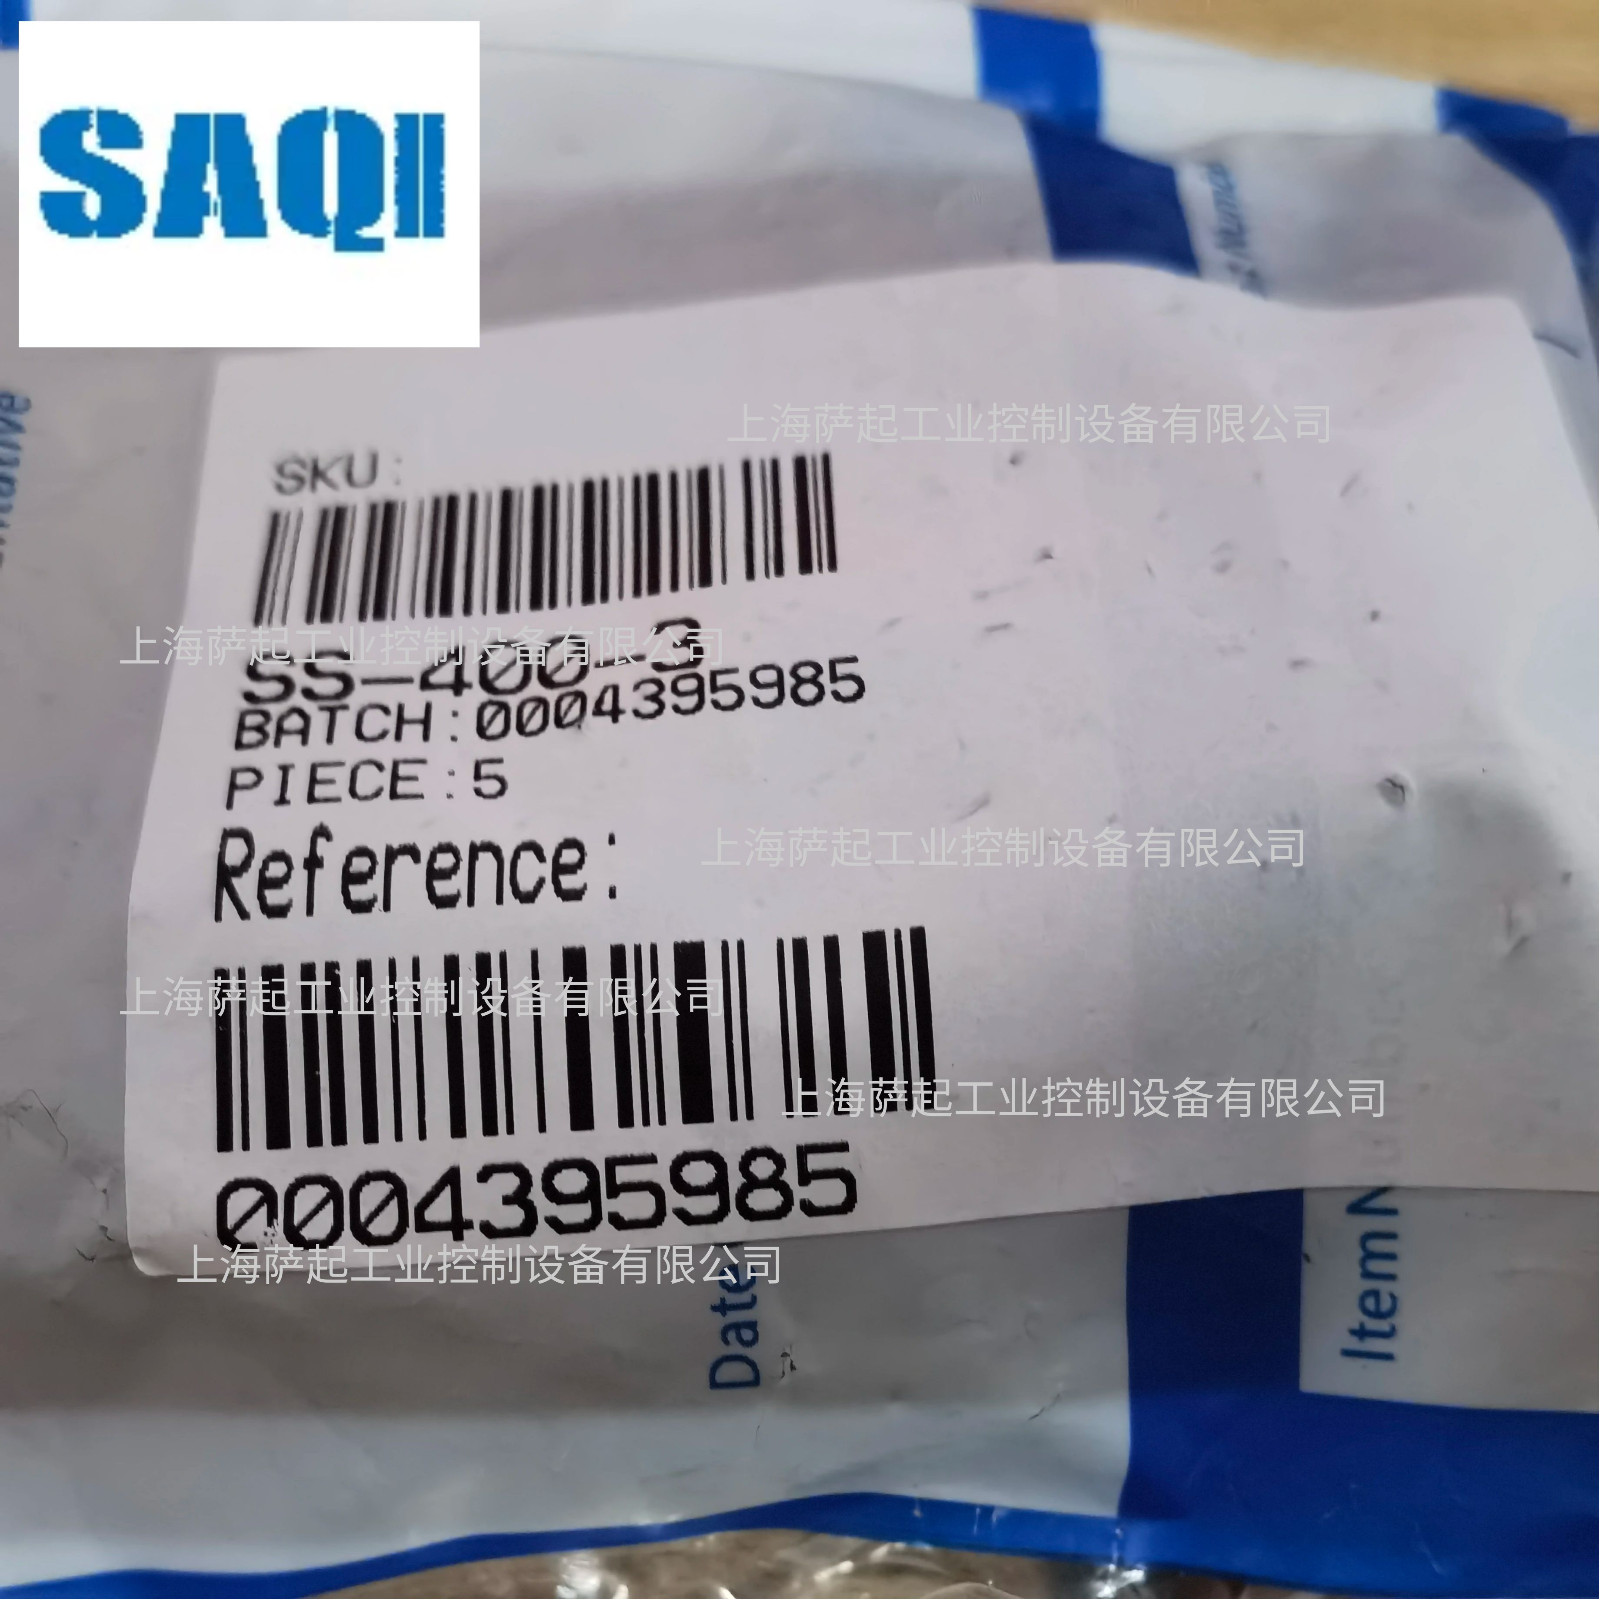 SAQI
上海萨起工业控制设备有限公司
SKU:
上海萨起工业控制设备有限公司
SS-400-3
BATCH:0004395985
PIECE:5
Reference:
上海萨起工业控制设备有限公司
上海萨起工业控制设备有限公司
上海萨起工业控制设备有限公司
0004395985
上海萨起工业控制设备有限公司
Date
Item